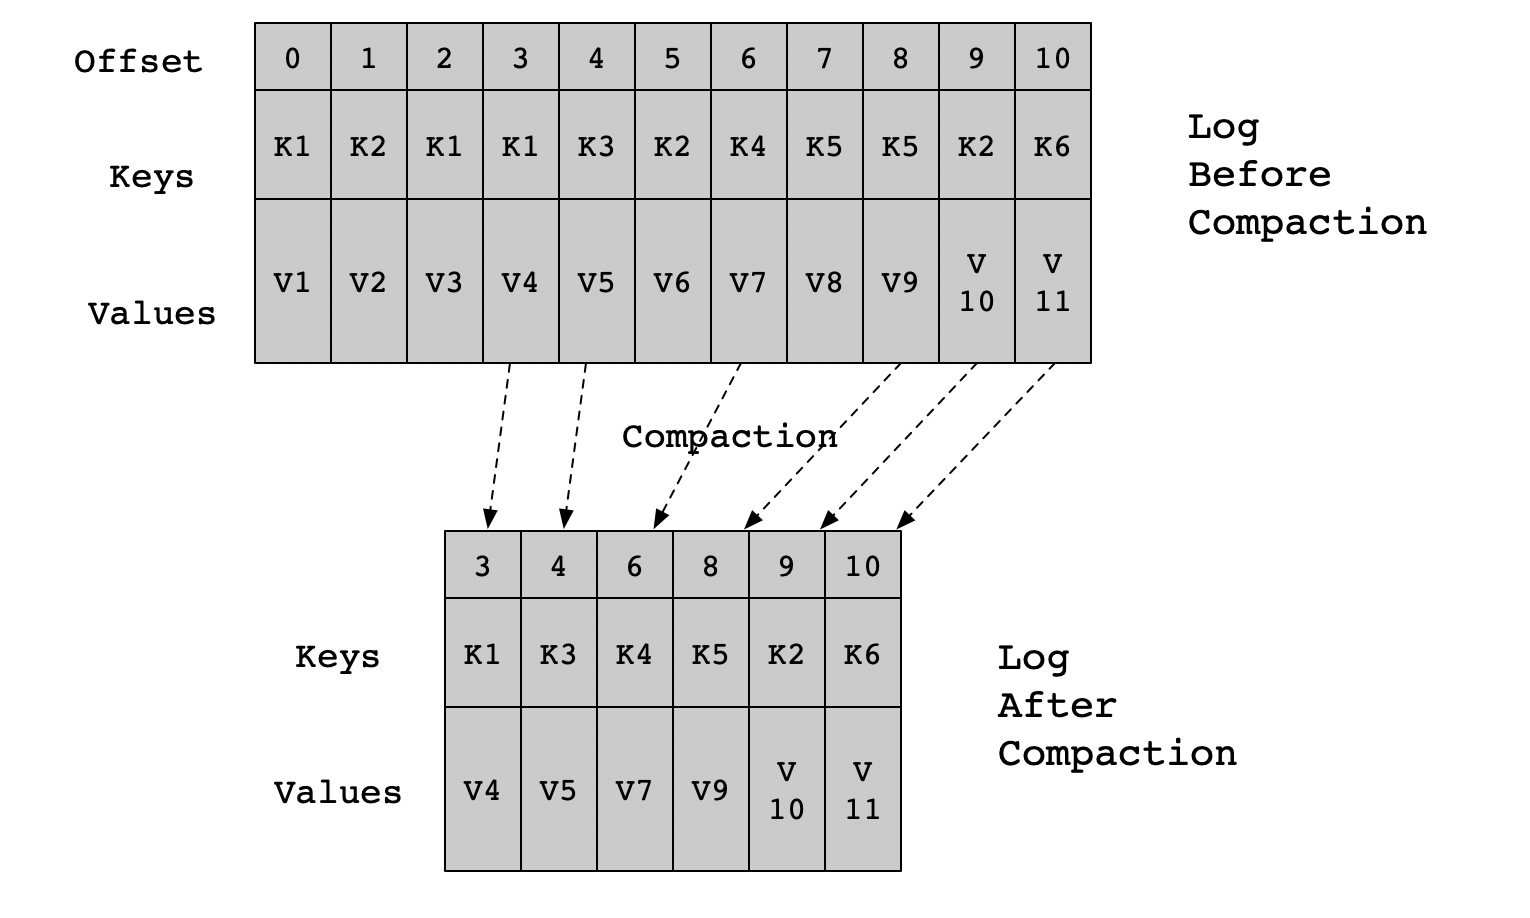 Offset 0 1 2 3 4 5 6 7 8 9 10
Keys K1 K2 K1 K1 K3 K2 K4 K5 K5 K2 K6
Values V1 V2 V3 V4 V5 V6 V7 V8 V9 V 10 V 11
Log
Before
Compaction
Compaction
3 4 6 8 9 10
Keys K1 K3 K4 K5 K2 K6
Values V4 V5 V7 V9 V 10 V 11
Log
After
Compaction